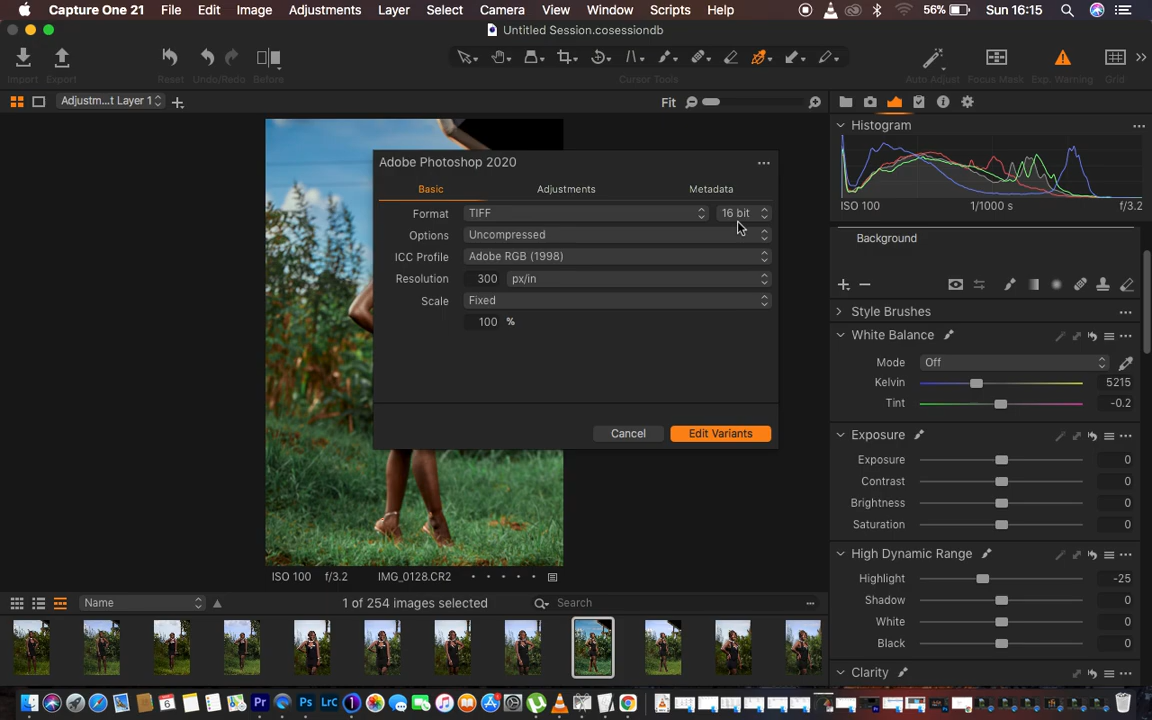 Capture One 21 File Edit Image Adjustments Layer Select Camera View Window Scripts Help 56% Sun 16:15
Untitled Session.cosessiondb
Import Export Reset Undo/Redo Before Cursor Tools Auto Adjust Focus Mask Exp. Warning Grid
Adjustm...t Layer 1 Fit
Histogram
ISO 100 1/1000 s f/3.2
Adobe Photoshop 2020
Basic Adjustments Metadata
Format TIFF 16 bit
Options Uncompressed
ICC Profile Adobe RGB (1998)
Resolution 300 px/in
Scale Fixed
100 %
Cancel Edit Variants
Background
Style Brushes
White Balance
Mode Off
Kelvin 5215
Tint -0.2
Exposure
Exposure 0
Contrast 0
Brightness 0
Saturation 0
High Dynamic Range
Highlight -25
Shadow 0
White 0
Black 0
Clarity
ISO 100 f/3.2 IMG_0128.CR2
Name 1 of 254 images selected Search
6 Pr Ps LrC 1